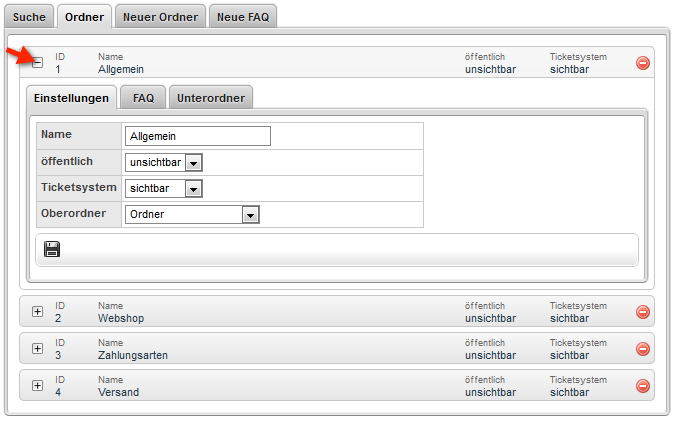 Suche Ordner Neuer Ordner Neue FAQ
ID Name öffentlich Ticketsystem
1 Allgemein unsichtbar sichtbar
Einstellungen FAQ Unterordner
Name Allgemein
öffentlich unsichtbar
Ticketsystem sichtbar
Oberordner Ordner
ID Name öffentlich Ticketsystem
2 Webshop unsichtbar sichtbar
ID Name öffentlich Ticketsystem
3 Zahlungsarten unsichtbar sichtbar
ID Name öffentlich Ticketsystem
4 Versand unsichtbar sichtbar